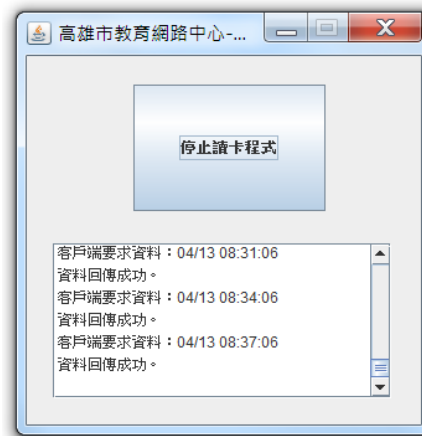 高雄市教育網路中心-...
停止讀卡程式
客戶端要求資料：04/13 08:31:06
資料回傳成功。
客戶端要求資料：04/13 08:34:06
資料回傳成功。
客戶端要求資料：04/13 08:37:06
資料回傳成功。